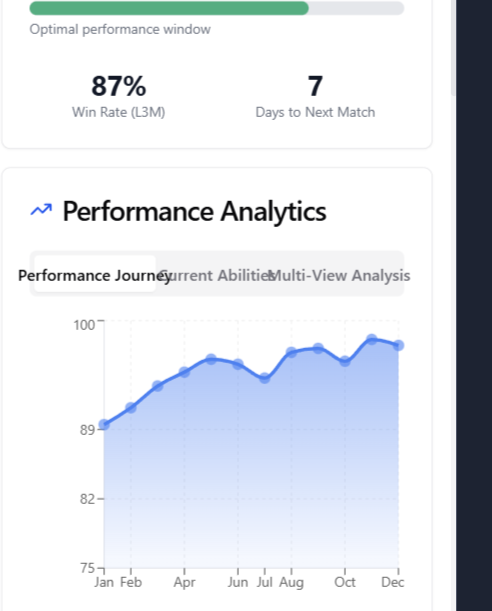 Optimal performance window
87% 7
Win Rate (L3M) Days to Next Match
Performance Analytics
Performance Journey Current Abilities Multi-View Analysis
100
89
82
75
Jan Feb Apr Jun Jul Aug Oct Dec